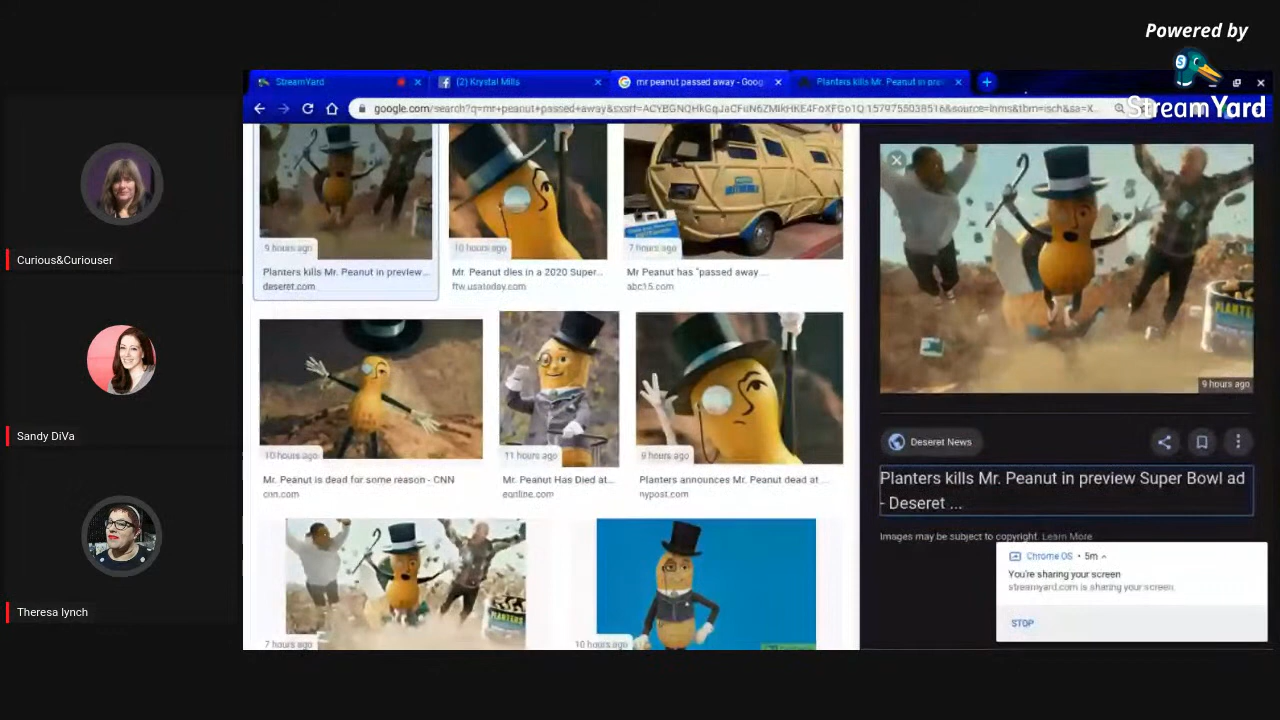 Powered by
StreamYard
StreamYard
(2) Krystal Mills
mr peanut passed away - Goog
Planters kills Mr. Peanut in prev
9 hours ago
10 hours ago
7 hours ago
Planters kills Mr. Peanut in preview...
Mr. Peanut dies in a 2020 Super...
Mr Peanut has "passed away ...
deseret.com
ftw.usatoday.com
abc15.com
9 hours ago
Curious&Curiouser
10 hours ago
11 hours ago
9 hours ago
Deseret News
Sandy DiVa
Mr. Peanut is dead for some reason - CNN
Mr. Peanut Has Died at...
Planters announces Mr. Peanut dead at ...
cnn.com
eonline.com
nypost.com
Planters kills Mr. Peanut in preview Super Bowl ad
- Deseret ...
Images may be subject to copyright. Learn More
PLANTERS
Chrome OS • 5m
You're sharing your screen
streamyard.com is sharing your screen.
STOP
Theresa lynch
7 hours ago
10 hours ago